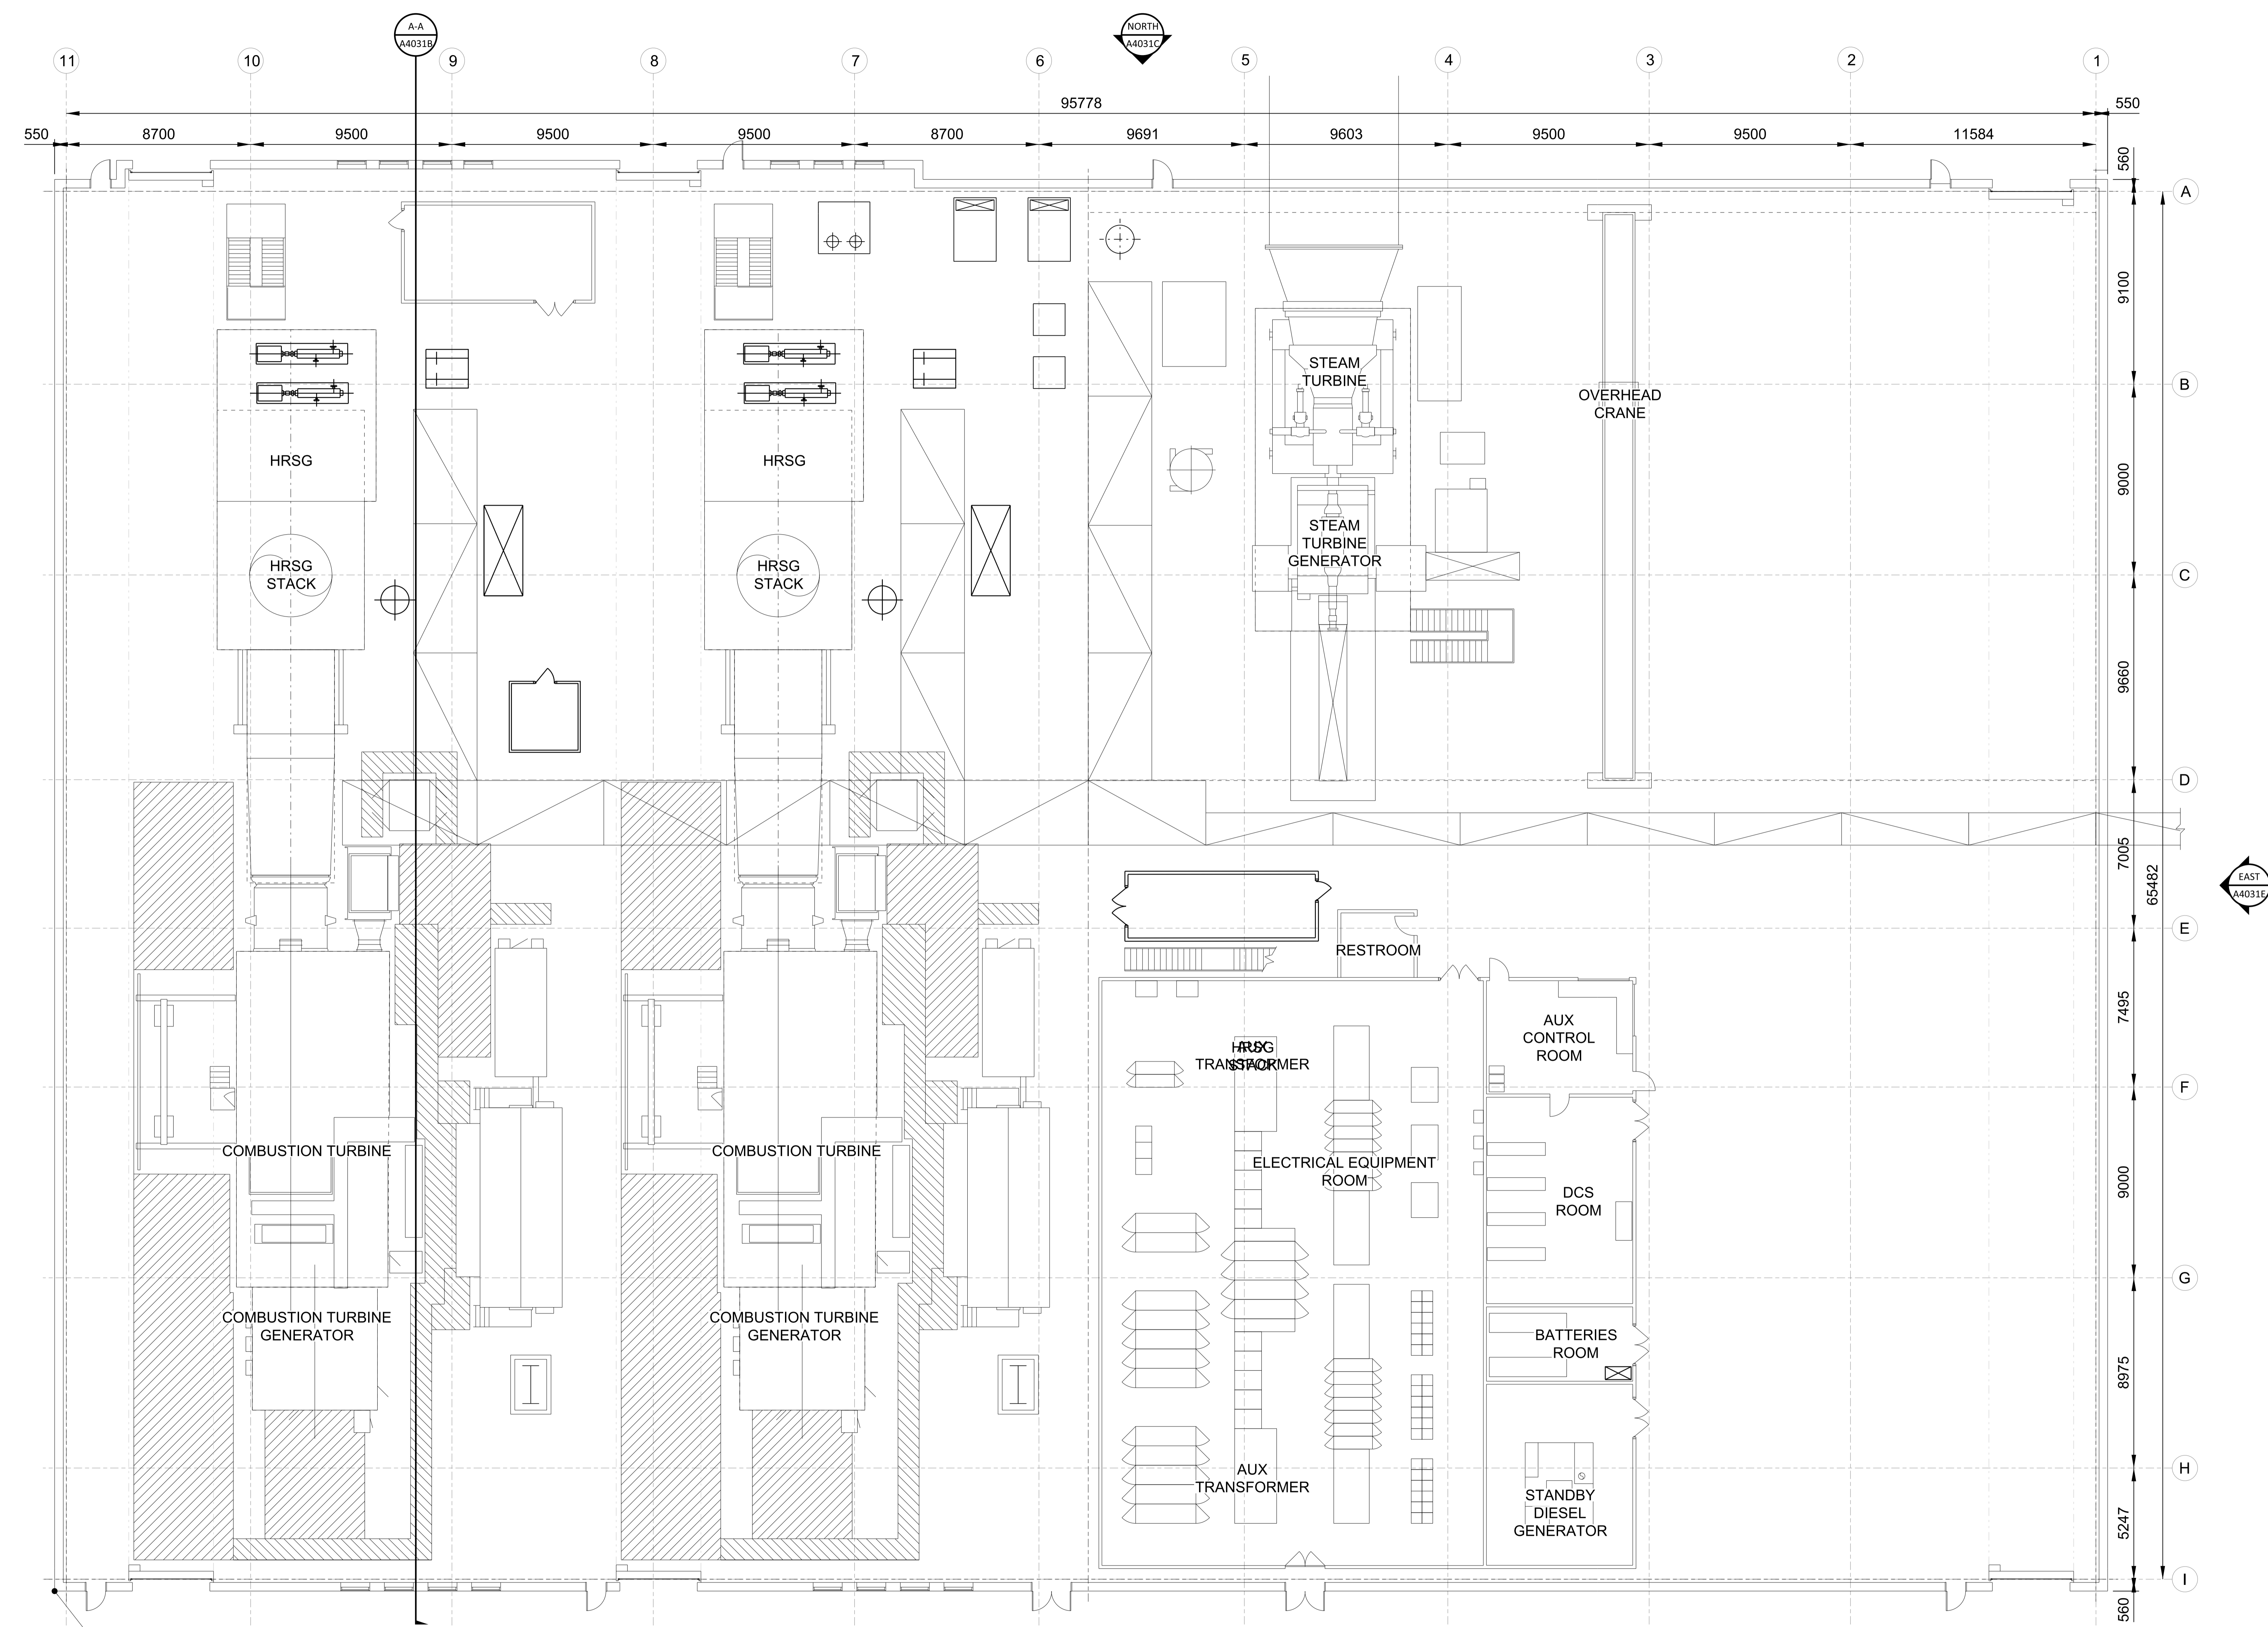 A-A
A4031B
NORTH
A4031C
11
10
9
8
7
6
5
4
3
2
1
95778
550
550
8700
9500
9500
9500
8700
9691
9603
9500
9500
11584
560
A
9100
STEAM
TURBINE
B
OVERHEAD
CRANE
HRSG
HRSG
9000
STEAM
TURBINE
GENERATOR
HRSG
STACK
HRSG
STACK
C
9660
D
7005
65482
EAST
A4031E
E
RESTROOM
7495
AUX
CONTROL
ROOM
HRSG
STACK
AUX
TRANSFORMER
F
COMBUSTION TURBINE
COMBUSTION TURBINE
ELECTRICAL EQUIPMENT
ROOM
9000
DCS
ROOM
G
COMBUSTION TURBINE
GENERATOR
COMBUSTION TURBINE
GENERATOR
BATTERIES
ROOM
8975
H
AUX
TRANSFORMER
STANDBY
DIESEL
GENERATOR
5247
I
560